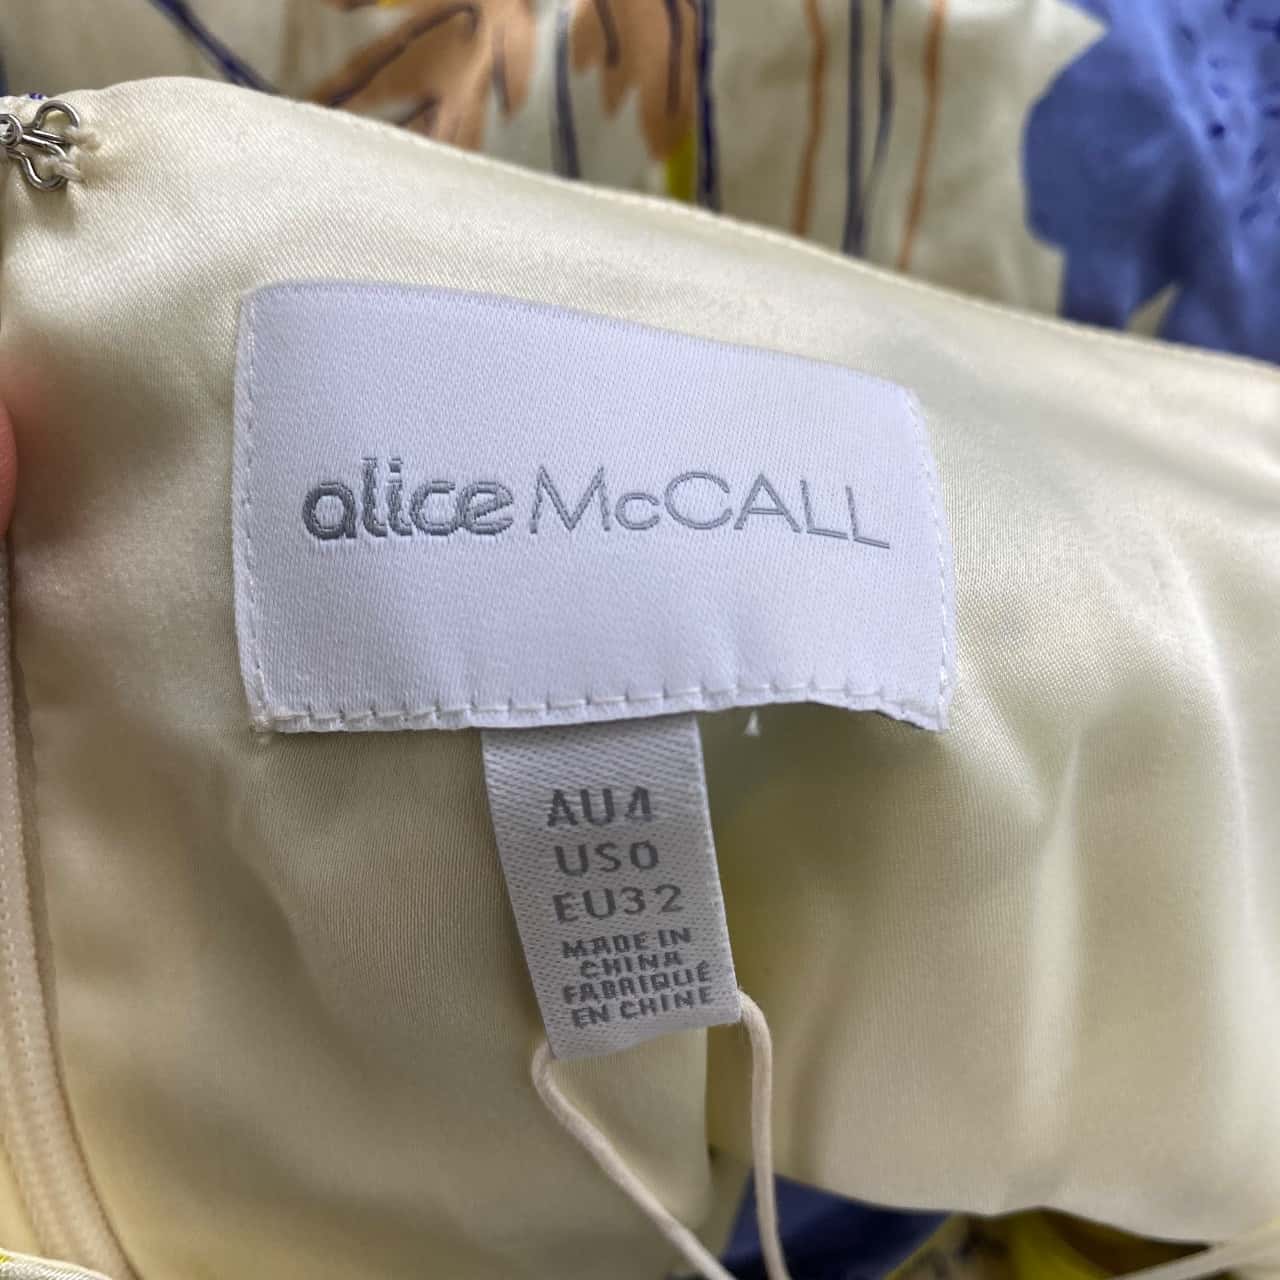 alice McCALL
AU4
US0
EU32
MADE IN
CHINA
FABRIQUÉ
EN CHINE